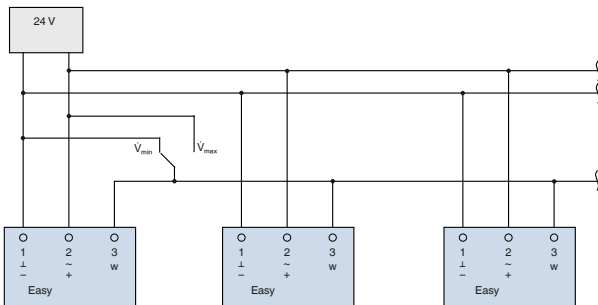 24 V
V̇min
V̇max
1 2 3
⊥ ~ w
− +
Easy
1 2 3
⊥ ~ w
− +
Easy
1 2 3
⊥ ~ w
− +
Easy